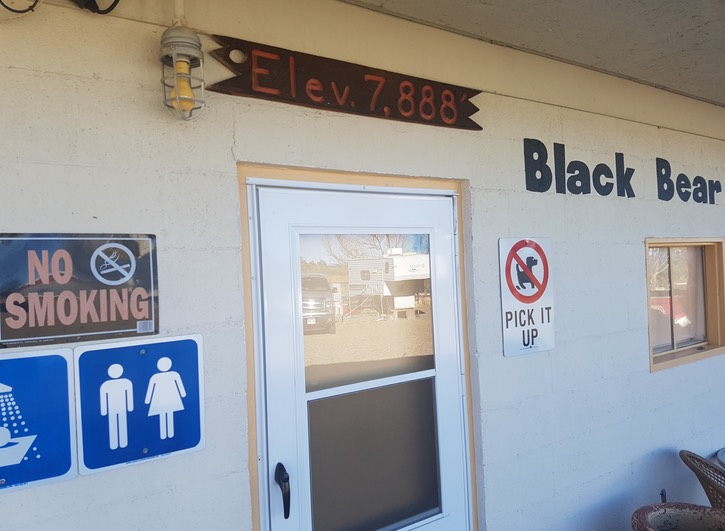 Elev. 7,888'
Black Bear
NO
SMOKING
PICK IT
UP